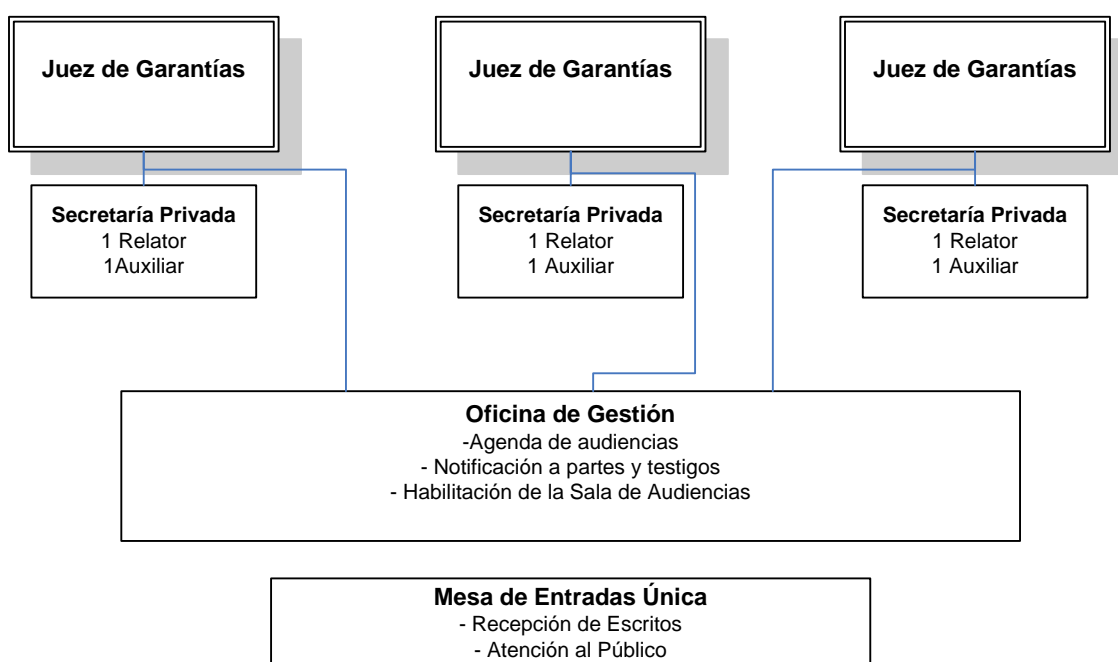 Juez de Garantías
Juez de Garantías
Juez de Garantías
Secretaría Privada
1 Relator
1Auxiliar
Secretaría Privada
1 Relator
1 Auxiliar
Secretaría Privada
1 Relator
1 Auxiliar
Oficina de Gestión
-Agenda de audiencias
- Notificación a partes y testigos
- Habilitación de la Sala de Audiencias
Mesa de Entradas Única
- Recepción de Escritos
- Atención al Público